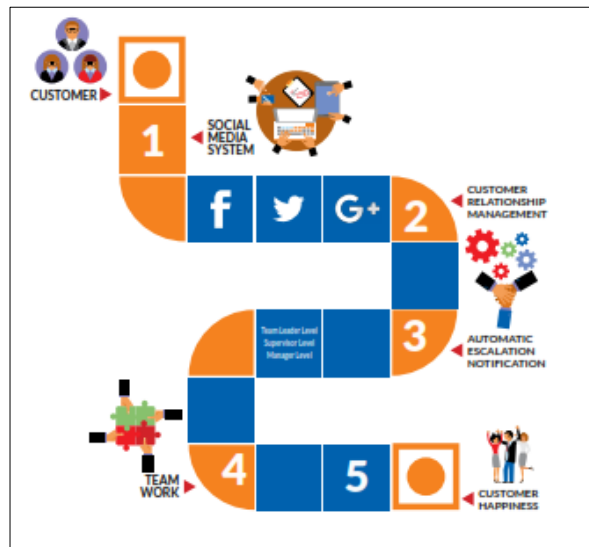 CUSTOMER
1
SOCIAL
MEDIA
SYSTEM
f
G+
2
CUSTOMER
RELATIONSHIP
MANAGEMENT
Team Leader Level
Supervisor Level
Manager Level
3
AUTOMATIC
ESCALATION
NOTIFICATION
4
TEAM
WORK
5
CUSTOMER
HAPPINESS